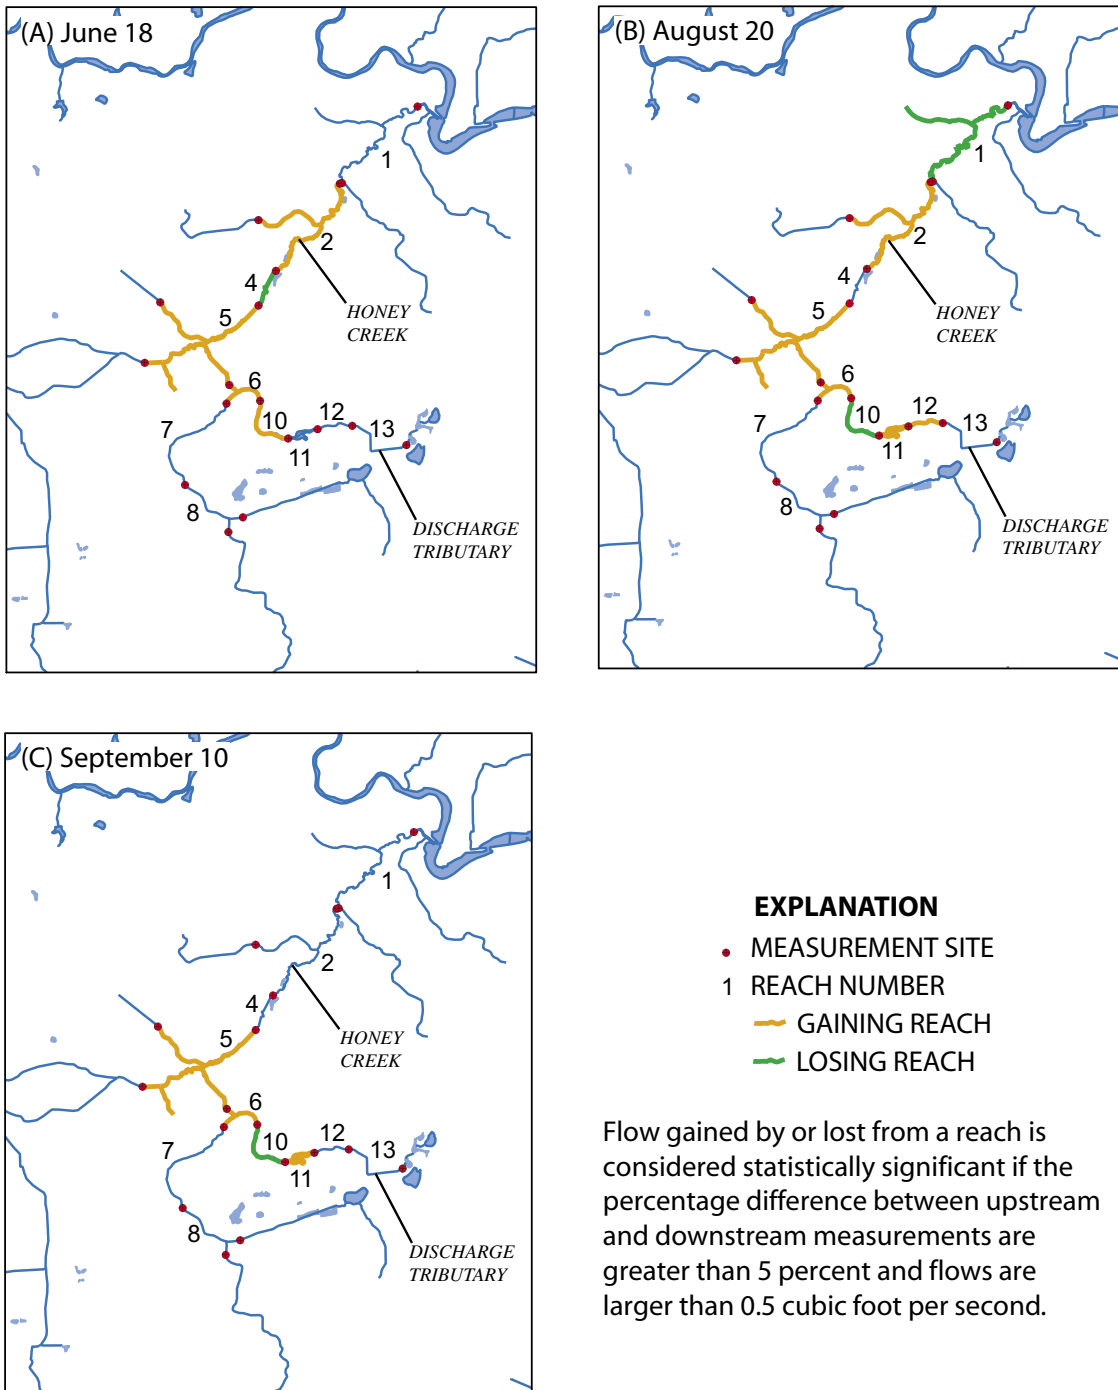 (A) June 18
1
2
4
HONEY
CREEK
5
6
7
10
12
13
11
8
DISCHARGE
TRIBUTARY
(B) August 20
1
2
4
HONEY
CREEK
5
6
7
10
12
13
11
8
DISCHARGE
TRIBUTARY
(C) September 10
1
2
4
HONEY
CREEK
5
6
7
10
12
13
11
8
DISCHARGE
TRIBUTARY
EXPLANATION
MEASUREMENT SITE
1 REACH NUMBER
GAINING REACH
LOSING REACH
Flow gained by or lost from a reach is
considered statistically significant if the
percentage difference between upstream
and downstream measurements are
greater than 5 percent and flows are
larger than 0.5 cubic foot per second.